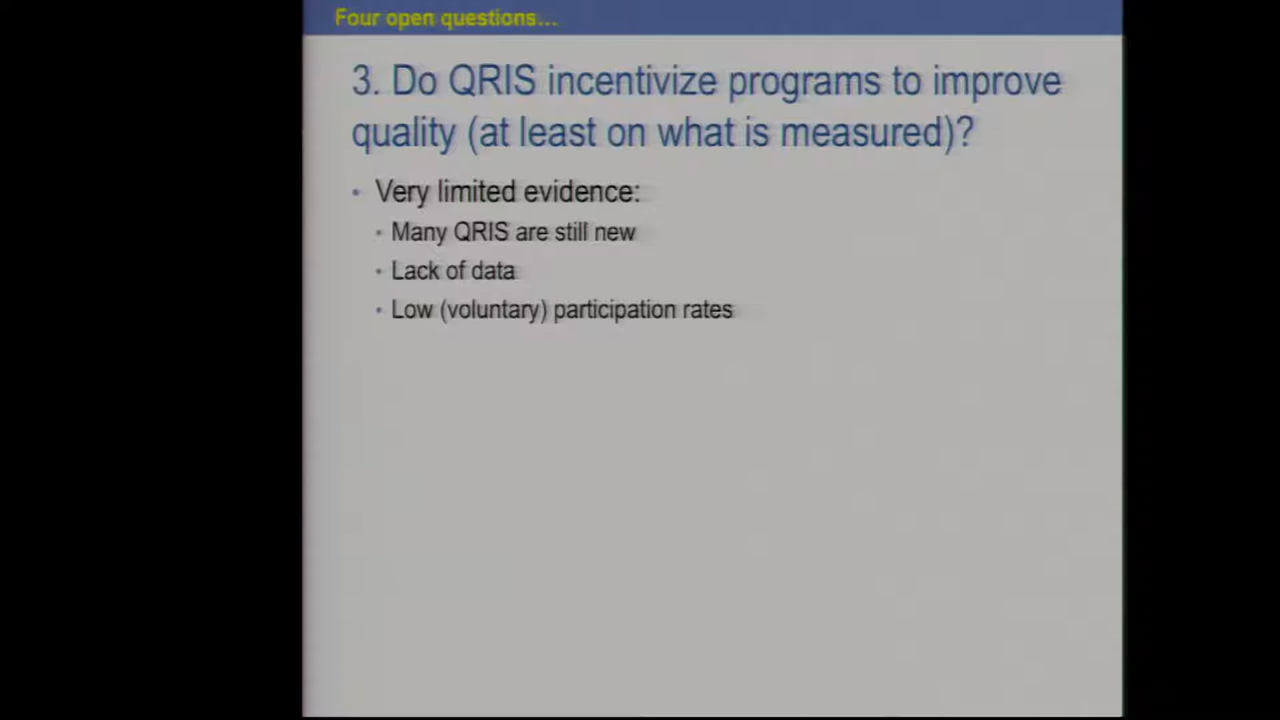 Four open questions...
3. Do QRIS incentivize programs to improve
quality (at least on what is measured)?
• Very limited evidence:
• Many QRIS are still new
• Lack of data
• Low (voluntary) participation rates